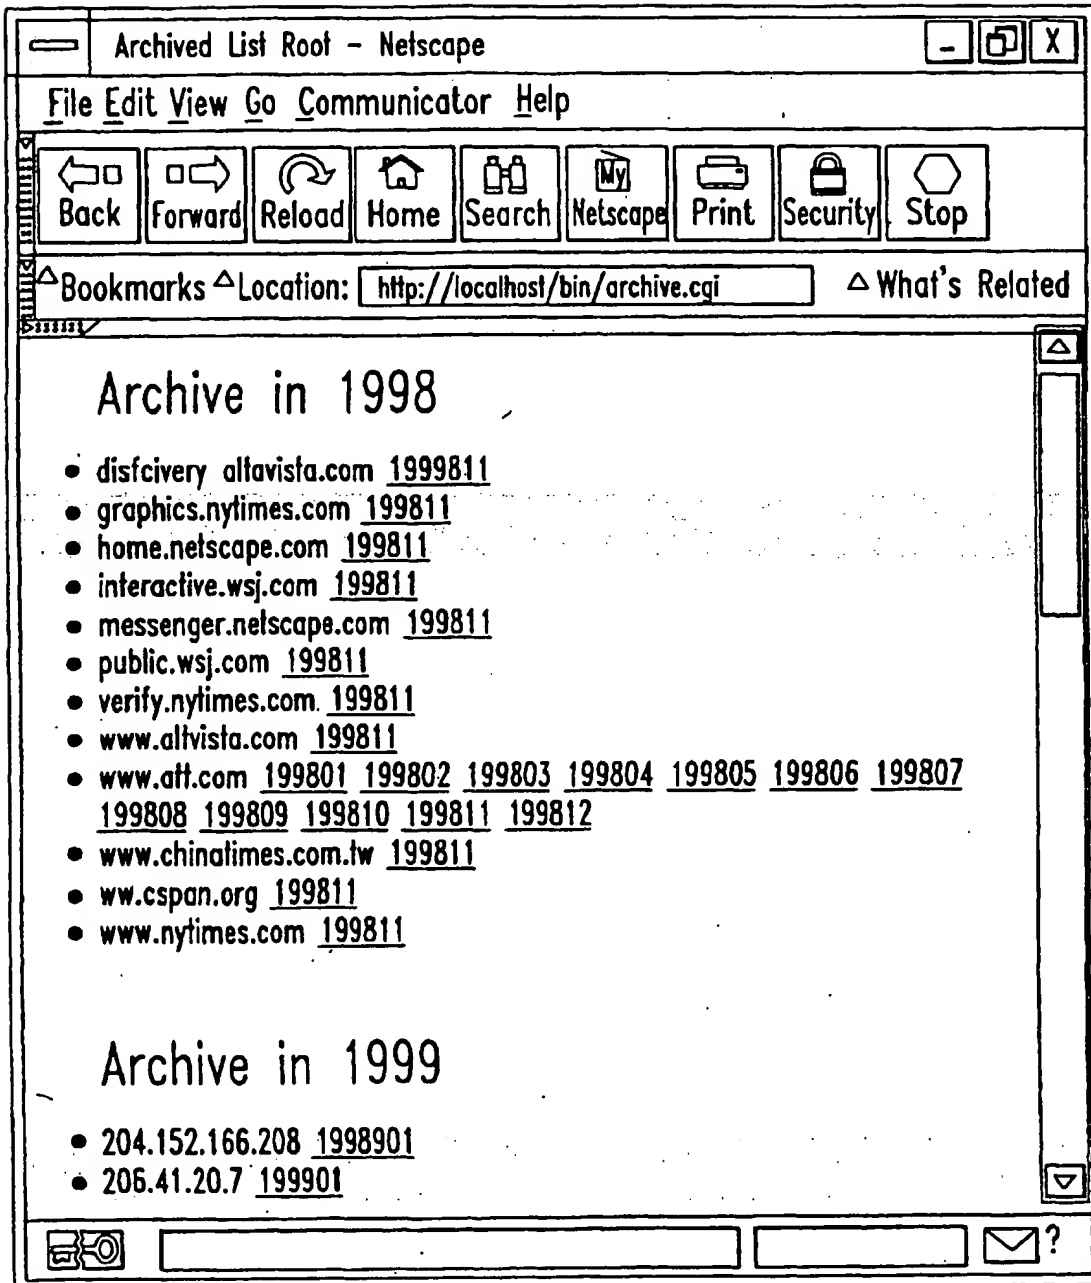 Archived List Root - Netscape
_ X
File Edit View Go Communicator Help
Back Forward Reload Home Search My Netscape Print Security Stop
Bookmarks Location: http://localhost/bin/archive.cgi What's Related
Archive in 1998
• disfcivery altavista.com 1999811
• graphics.nytimes.com 199811
• home.netscape.com 199811
• interactive.wsj.com 199811
• messenger.netscape.com 199811
• public.wsj.com 199811
• verify.nytimes.com 199811
• www.altvista.com 199811
• www.att.com 199801 199802 199803 199804 199805 199806 199807
199808 199809 199810 199811 199812
• www.chinatimes.com.tw 199811
• ww.cspan.org 199811
• www.nytimes.com 199811
Archive in 1999
• 204.152.166.208 1998901
• 206.41.20.7 199901
?